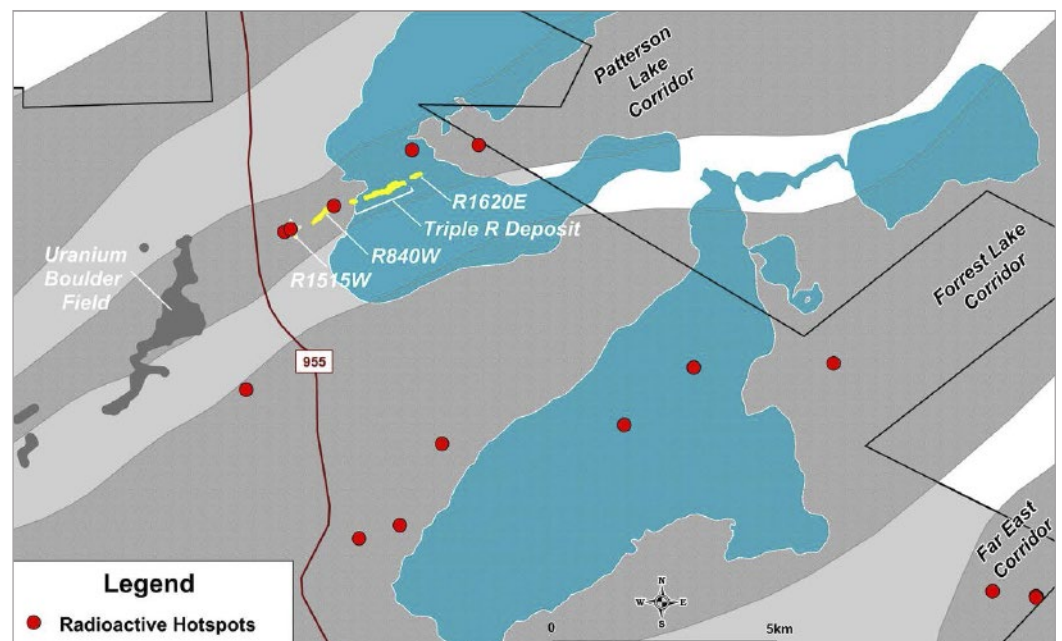 Patterson
Lake
Corridor
R1620E
Triple R Deposit
R840W
R1515W
Uranium
Boulder
Field
Forrest Lake
Corridor
955
Far East
Corridor
Legend
Radioactive Hotspots
N
W
E
S
0
5km